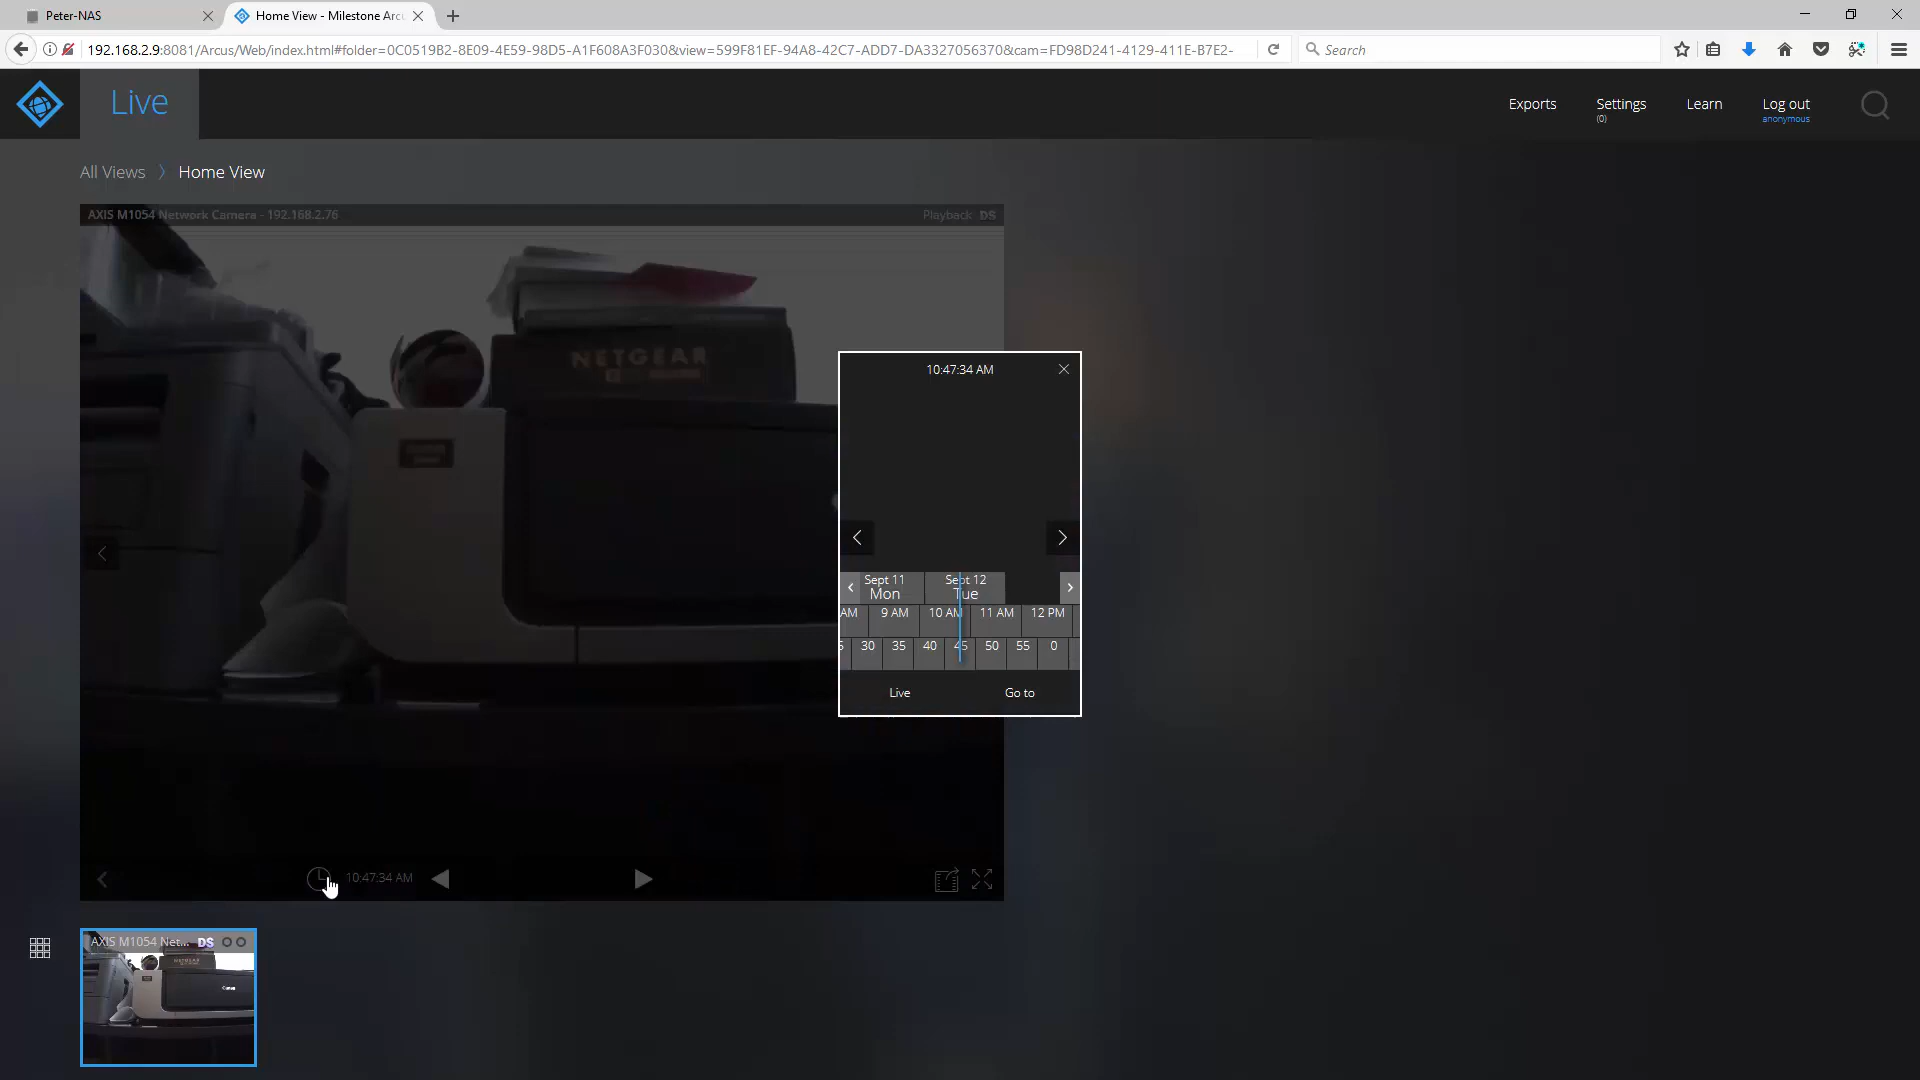 Peter-NAS
Home View - Milestone Arc
192.168.2.9:8081/Arcus/Web/index.html#folder=0C0519B2-8E09-4E59-98D5-A1F608A3F030&view=599F81EF-94A8-42C7-ADD7-DA3327056370&cam=FD98D241-4129-411E-B7E2-
Search
Live
Exports
Settings
(0)
Learn
Log out
anonymous
All Views
Home View
AXIS M1054 Network Camera - 192.168.2.76
Playback DS
NETGEAR
10:47:34 AM
Sept 11
Mon
Sept 12
Tue
AM 9 AM 10 AM 11 AM 12 PM
5 30 35 40 45 50 55 0
Live
Go to
10:47:34 AM
AXIS M1054 Net... DS
NETGEAR
Canon